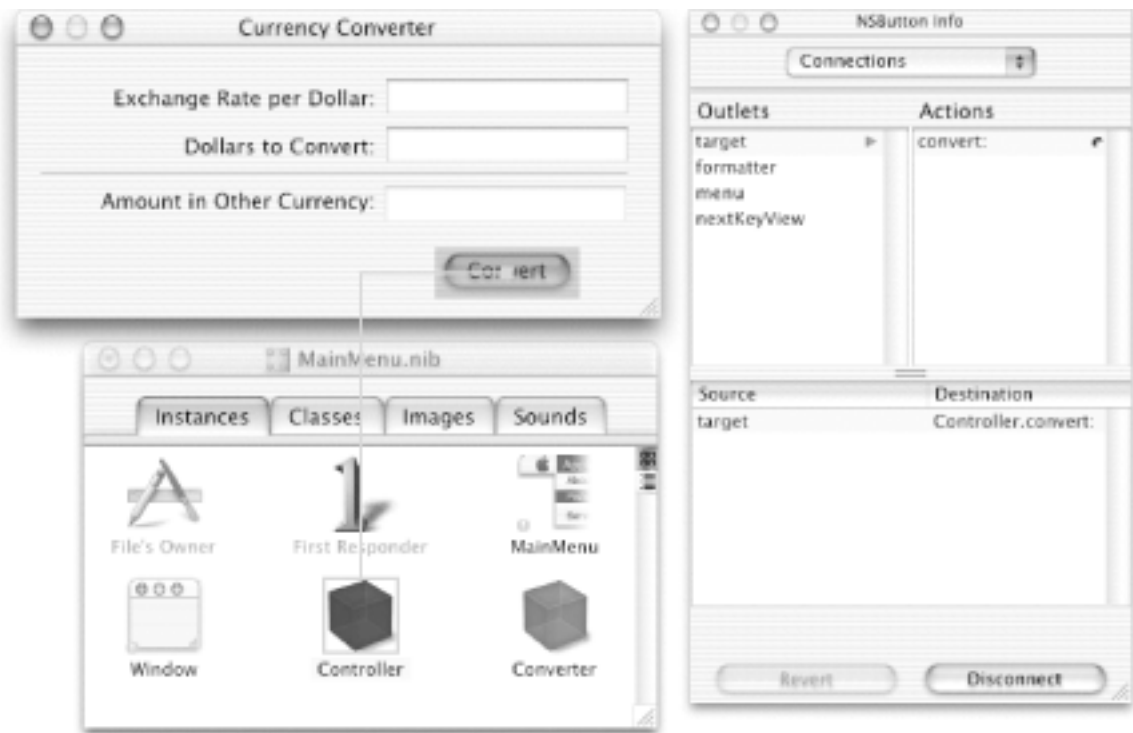 Currency Converter
Exchange Rate per Dollar:
Dollars to Convert:
Amount in Other Currency:
MainMenu.nib
Instances Classes Images Sounds
File's Owner First Responder MainMenu
Window Controller Converter
NSButton Info
Connections
Outlets Actions
target convert:
formatter
menu
nextKeyView
Source Destination
target Controller.convert:
Revert Disconnect